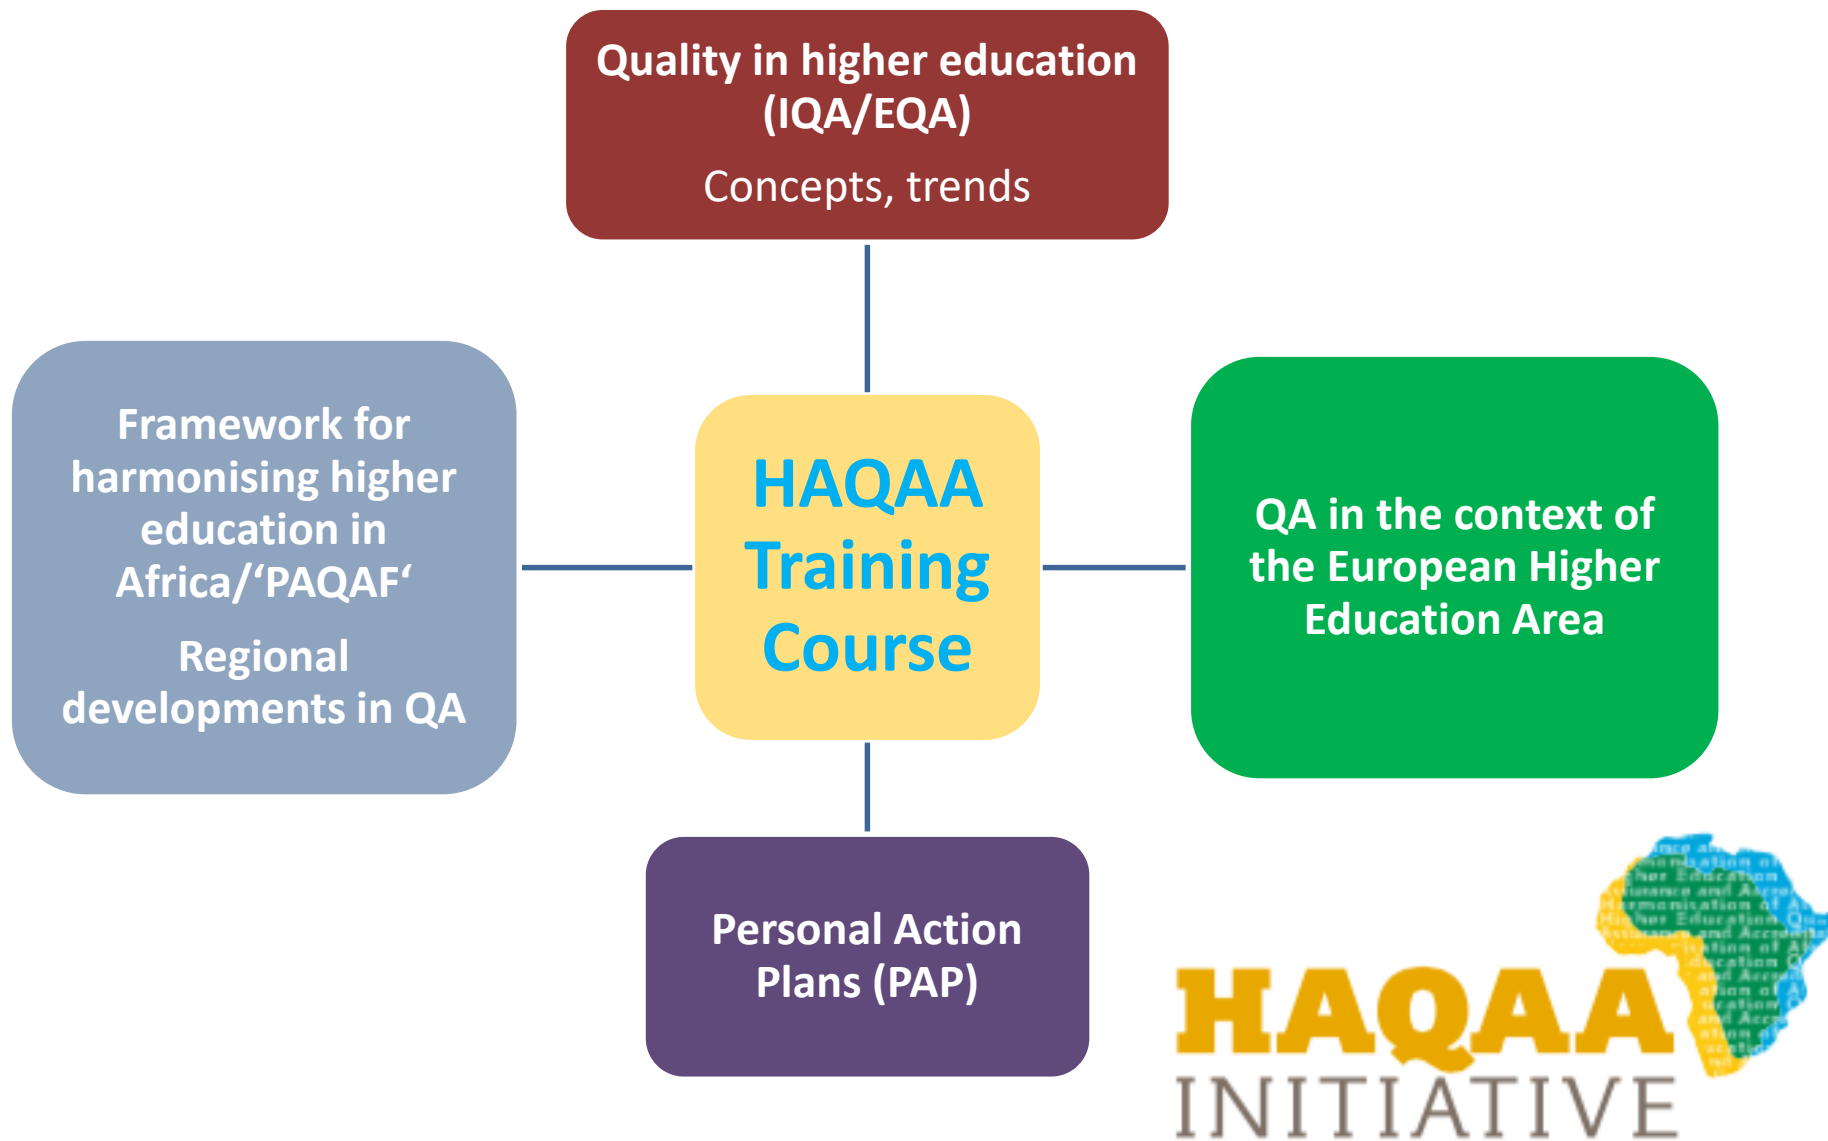 Quality in higher education
(IQA/EQA)
Concepts, trends
Framework for
harmonising higher
education in
Africa/‘PAQAF‘
Regional
developments in QA
HAQAA
Training
Course
QA in the context of
the European Higher
Education Area
Personal Action
Plans (PAP)
HAQAA
INITIATIVE